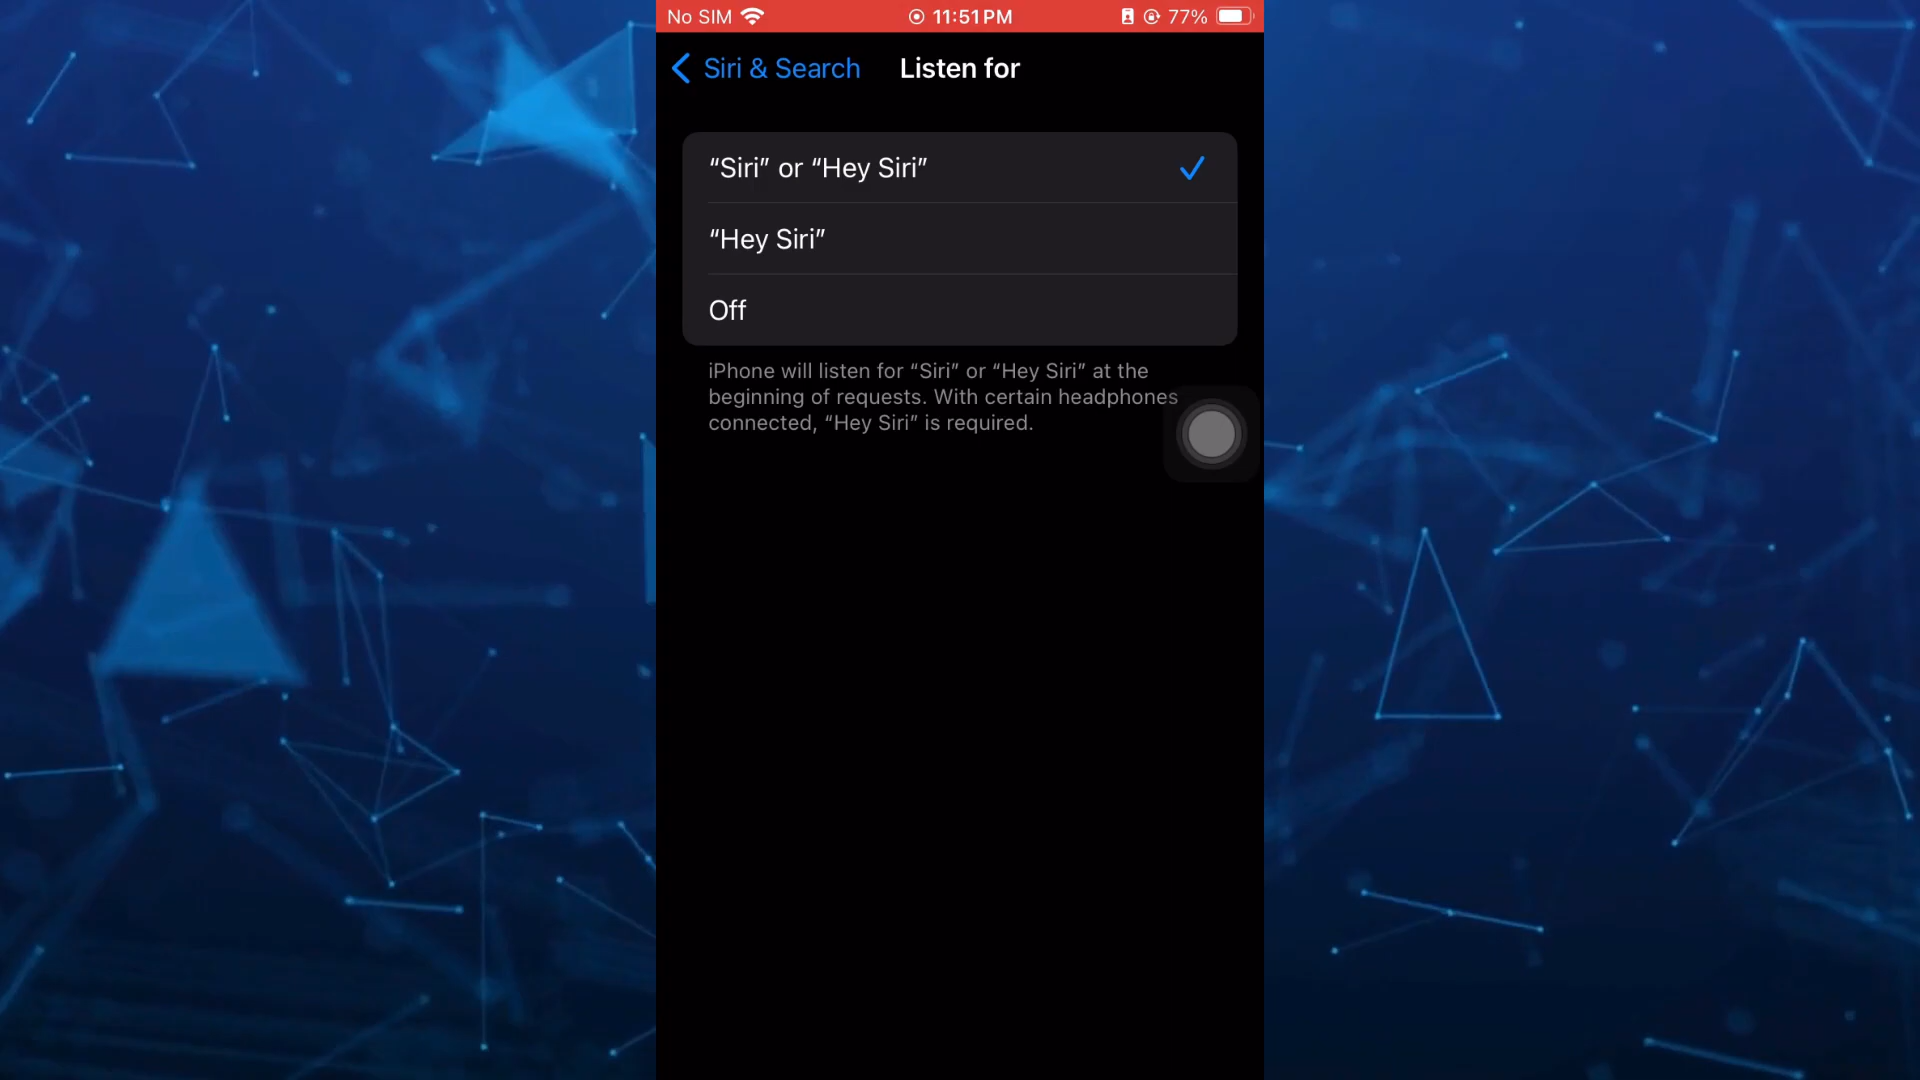 No SIM 11:51 PM 77%
Siri & Search Listen for
“Siri” or “Hey Siri”
“Hey Siri”
Off
iPhone will listen for “Siri” or “Hey Siri” at the
beginning of requests. With certain headphones
connected, “Hey Siri” is required.